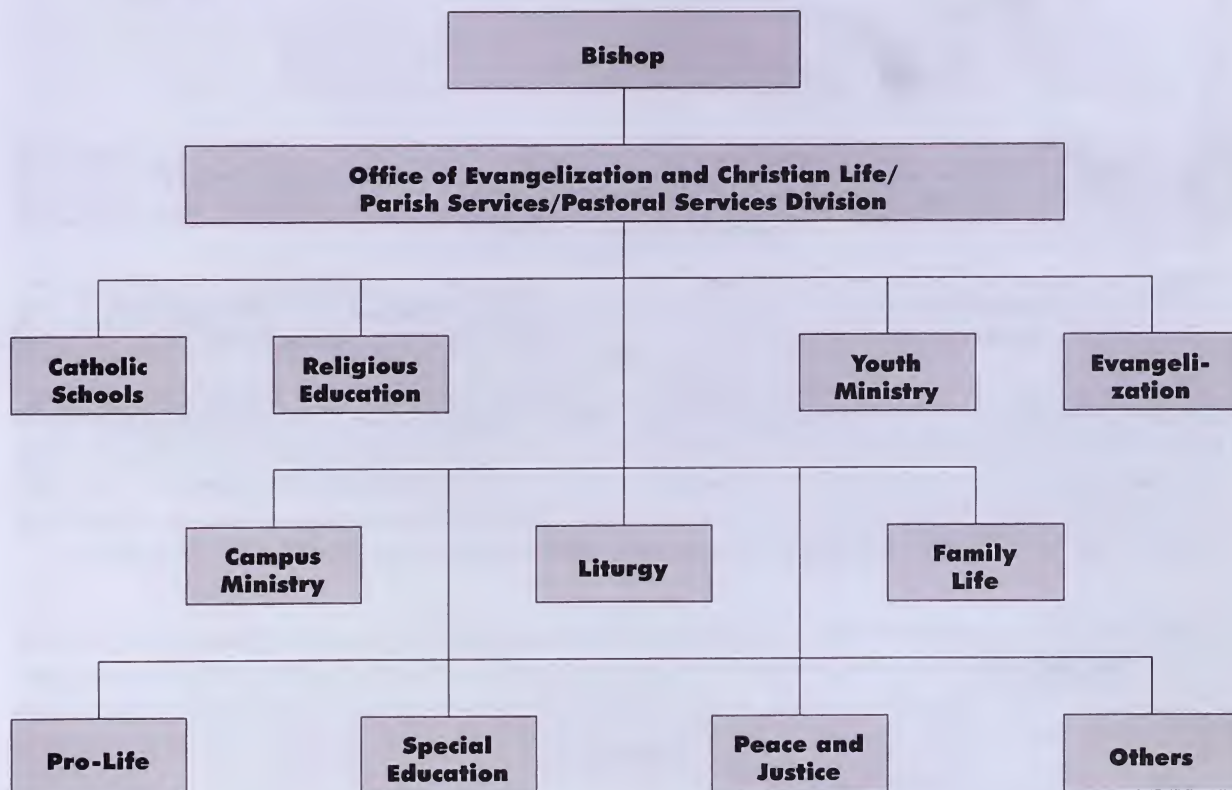 Bishop
Office of Evangelization and Christian Life/
Parish Services/Pastoral Services Division
Catholic
Schools
Religious
Education
Youth
Ministry
Evangeli-
zation
Campus
Ministry
Liturgy
Family
Life
Pro-Life
Special
Education
Peace and
Justice
Others